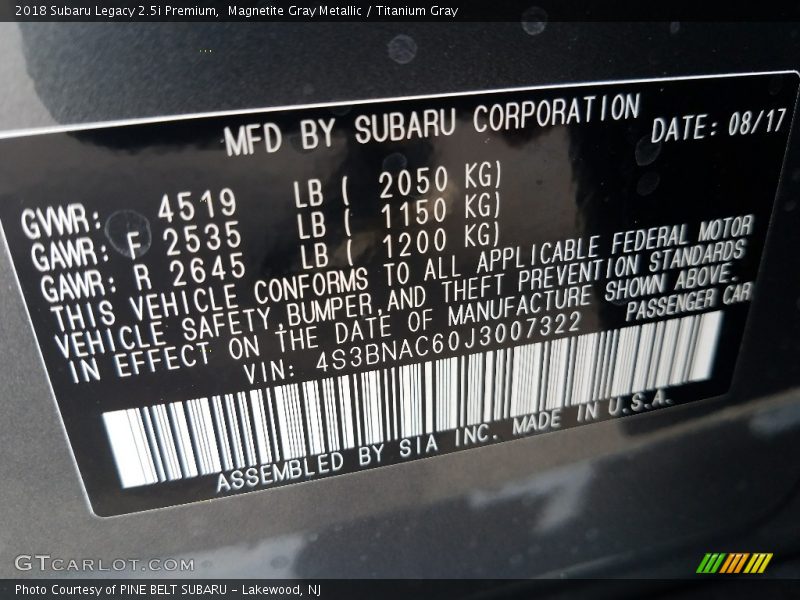 2018 Subaru Legacy 2.5i Premium,  Magnetite Gray Metallic / Titanium Gray
MFD BY SUBARU CORPORATION
DATE: 08/17
GVWR: 4519 LB ( 2050 KG)
GAWR: F 2535 LB ( 1150 KG)
GAWR: R 2645 LB ( 1200 KG)
THIS VEHICLE CONFORMS TO ALL APPLICABLE FEDERAL MOTOR
VEHICLE SAFETY,BUMPER,AND THEFT PREVENTION STANDARDS
IN EFFECT ON THE DATE OF MANUFACTURE SHOWN ABOVE.
VIN: 4S3BNAC60J3007322 PASSENGER CAR
ASSEMBLED BY SIA INC. MADE IN U.S.A.
GTCARLOT.COM
Photo Courtesy of PINE BELT SUBARU – Lakewood, NJ